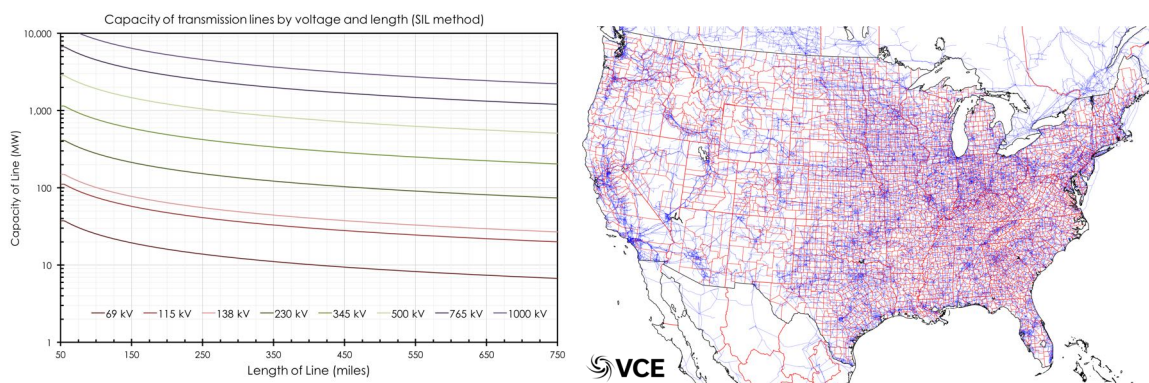 Capacity of transmission lines by voltage and length (SIL method)
10,000
1,000
100
10
1
Capacity of Line (MW)
69 kV 115 kV 138 kV 230 kV 345 kV 500 kV 765 kV 1000 kV
50 150 250 350 450 550 650 750
Length of Line (miles)
VCE